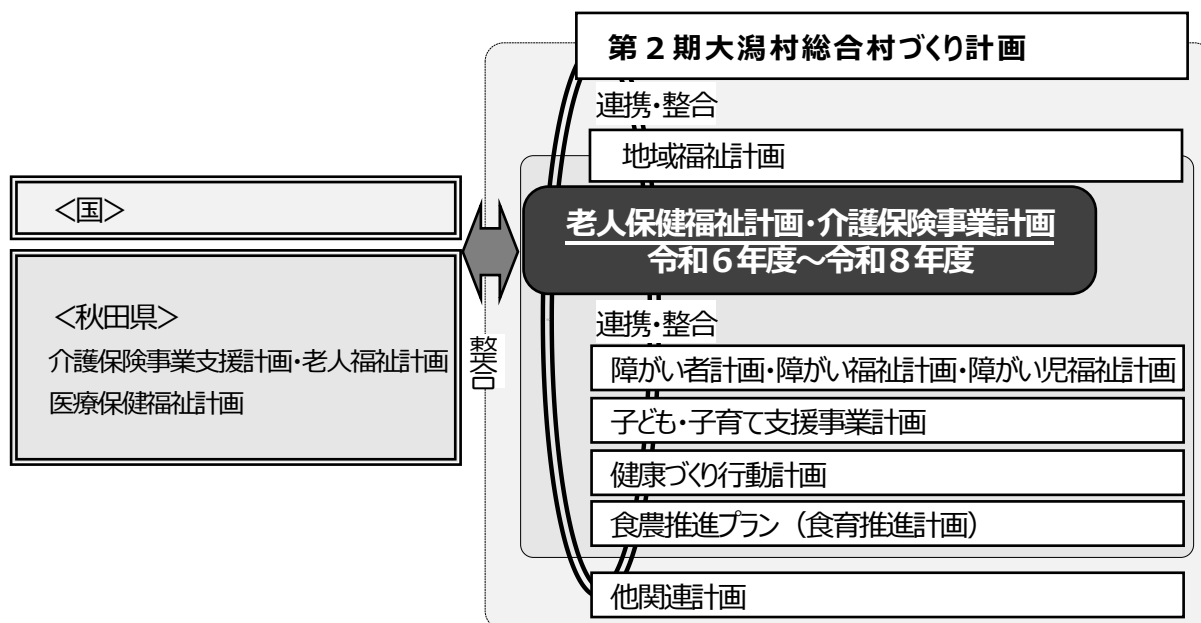 第2期大潟村総合村づくり計画
連携・整合
地域福祉計画
<国>
老人保健福祉計画・介護保険事業計画
令和6年度～令和8年度
<秋田県>
介護保険事業支援計画・老人福祉計画
医療保健福祉計画
整合
連携・整合
障がい者計画・障がい福祉計画・障がい児福祉計画
子ども・子育て支援事業計画
健康づくり行動計画
食農推進プラン（食育推進計画）
他関連計画